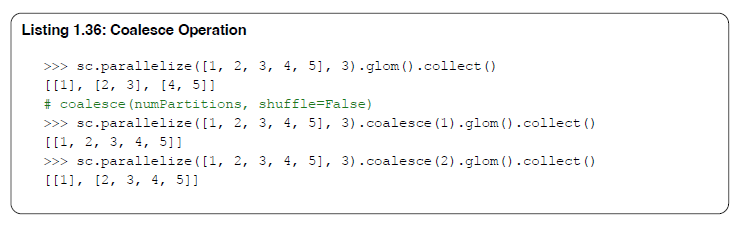 Listing 1.36: Coalesce Operation
>>> sc.parallelize([1, 2, 3, 4, 5], 3).glom().collect()
[[1], [2, 3], [4, 5]]
# coalesce(numPartitions, shuffle=False)
>>> sc.parallelize([1, 2, 3, 4, 5], 3).coalesce(1).glom().collect()
[[1, 2, 3, 4, 5]]
>>> sc.parallelize([1, 2, 3, 4, 5], 3).coalesce(2).glom().collect()
[[1], [2, 3, 4, 5]]